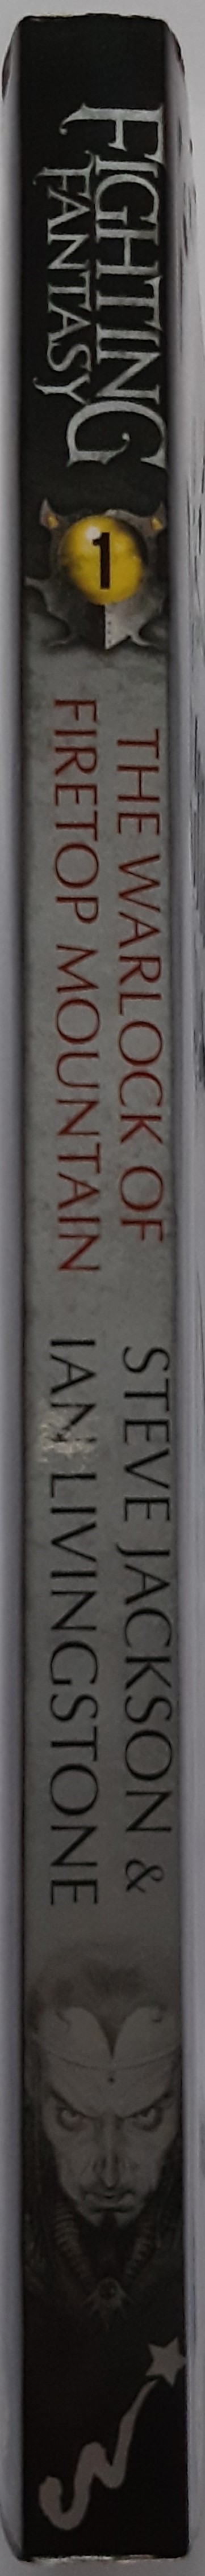 FIGHTING
FANTASY
1
THE WARLOCK OF
FIRETOP MOUNTAIN
STEVE JACKSON &
IAN LIVINGSTONE